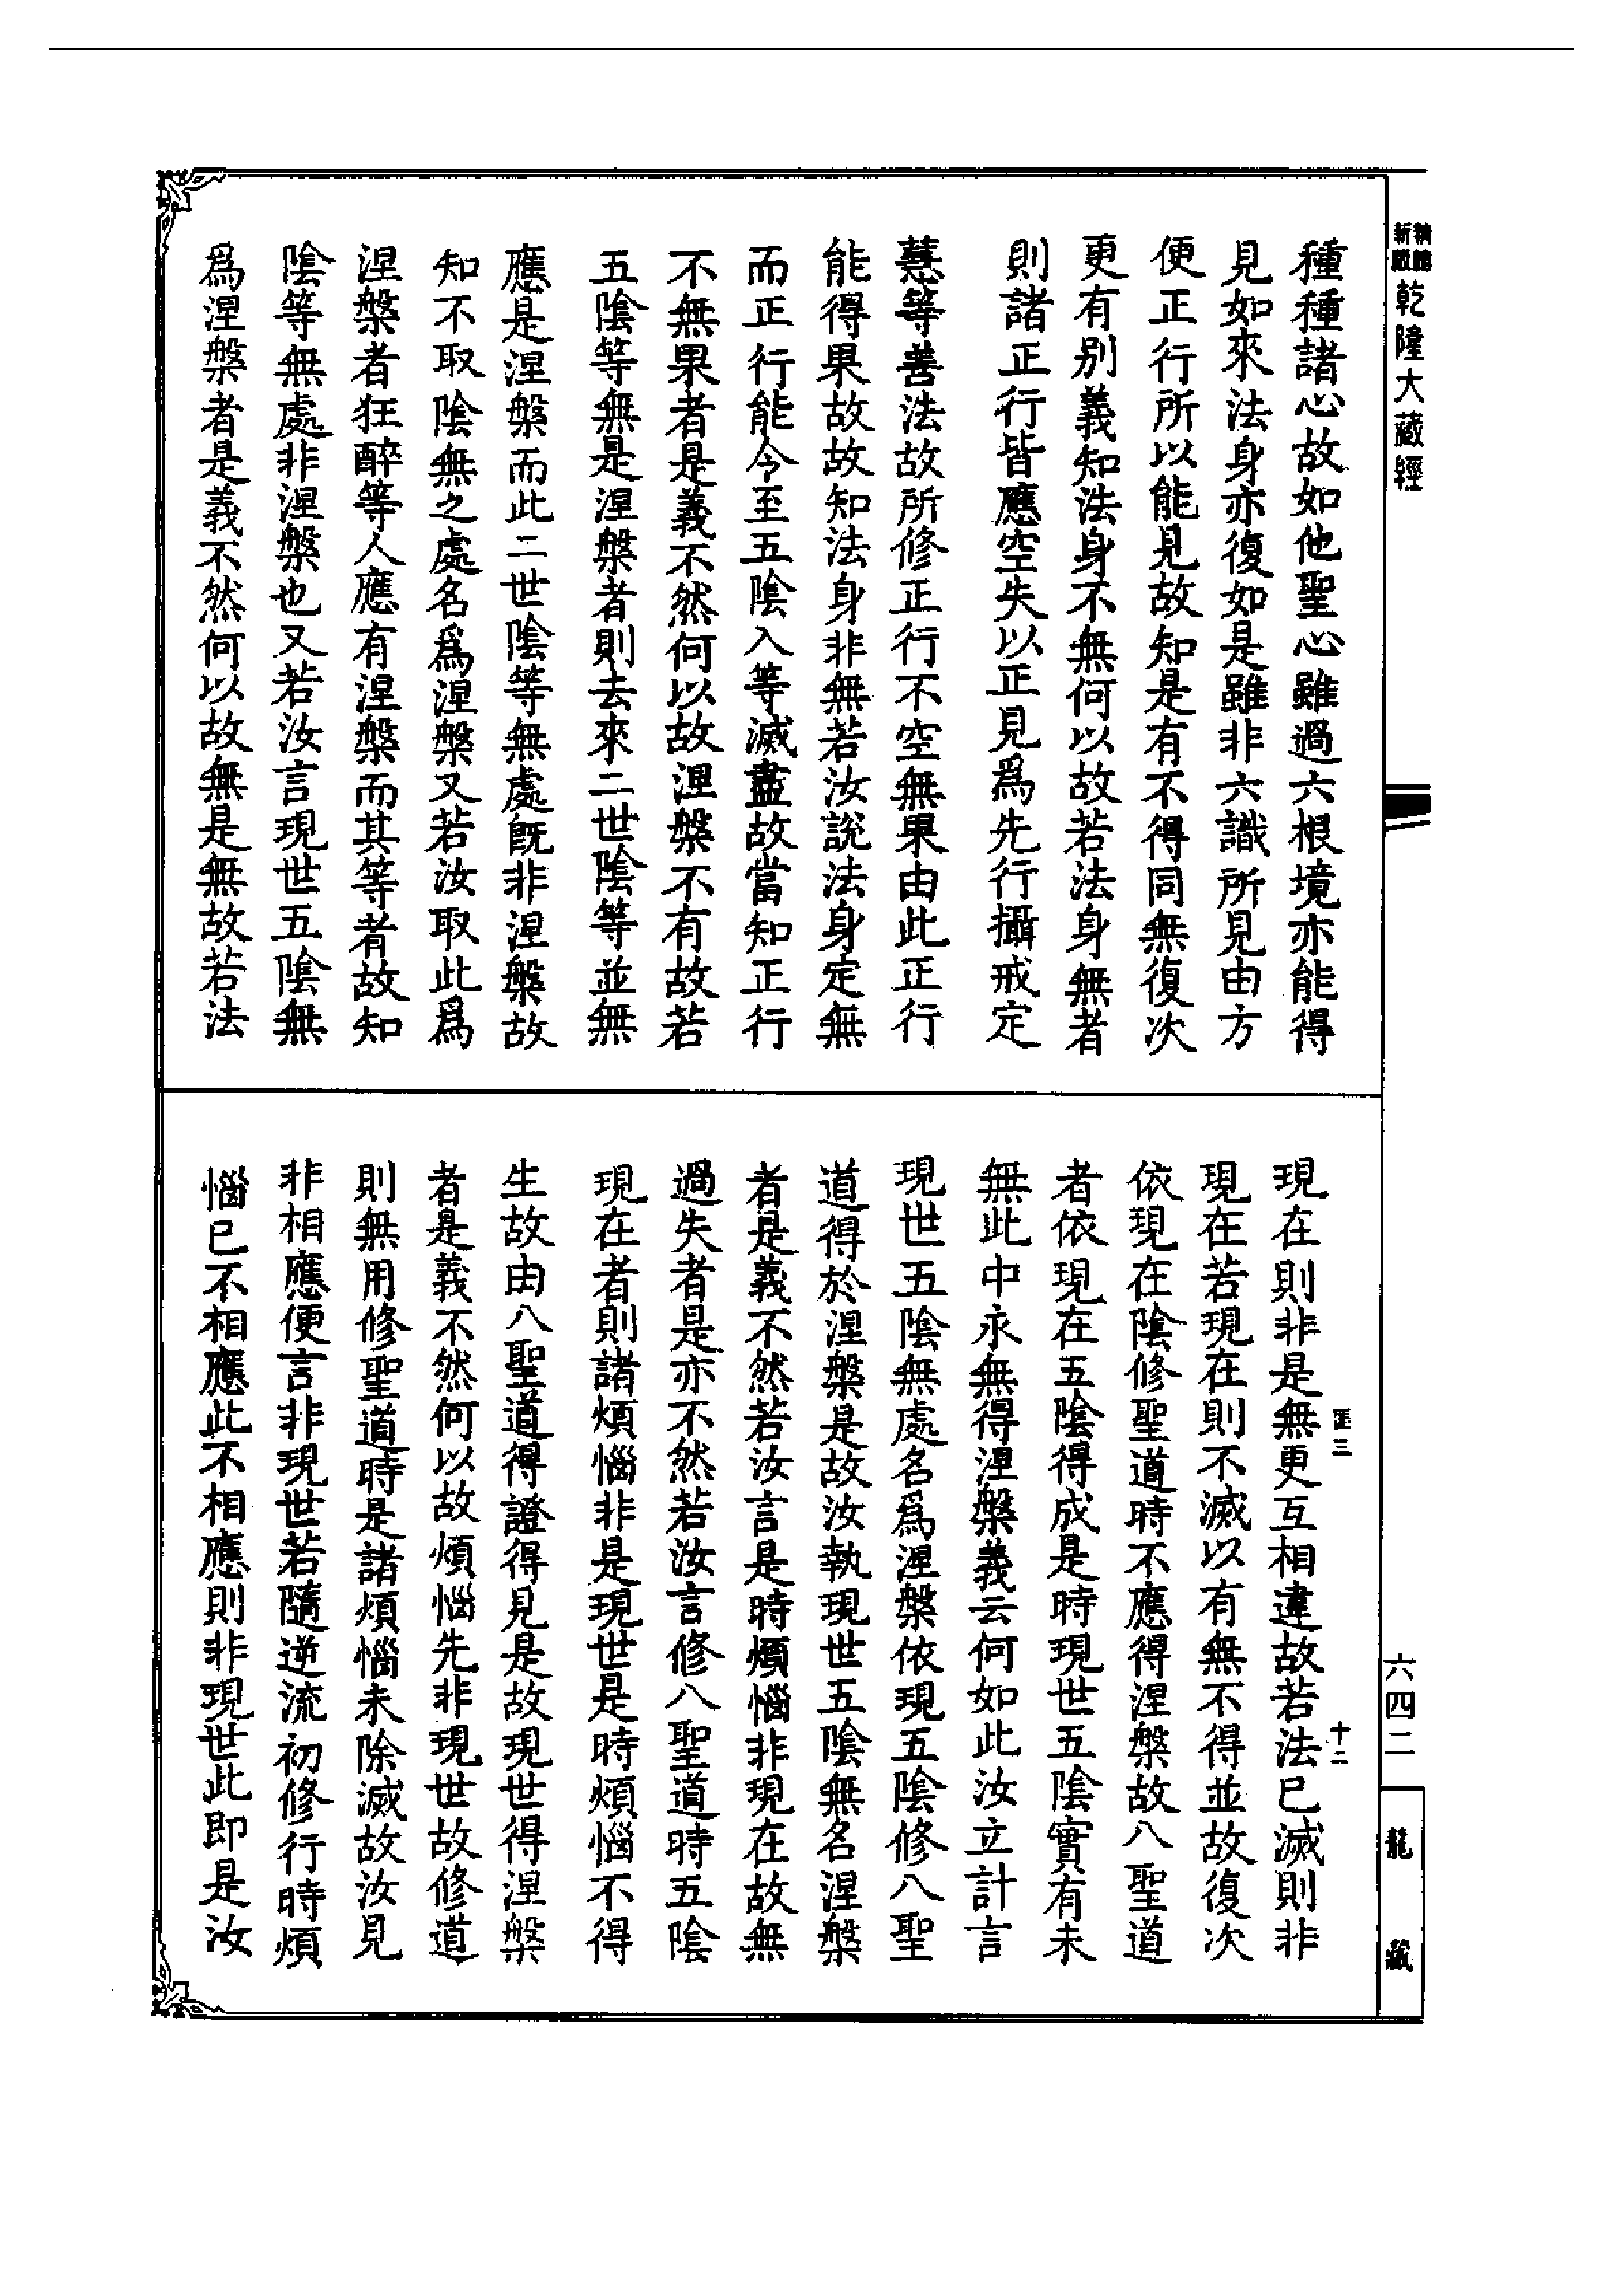 新精
嚴體
乾隆大藏經
種種諸心故如他聖心雖過六根境亦能得
見如來法身亦復如是雖非六識所見由方
便正行所以能見故知是有不得同無復次
更有別義知法身不無何以故若法身無者
則諸正行皆應空失以正見爲先行攝戒定
慧等善法故所修正行不空無果由此正行
能得果故故知法身非無若汝說法身定無
而正行能令至五陰入等滅盡故當知正行
不無果者是義不然何以故涅槃不有故若
五陰等無是涅槃者則去來二世陰等並無
應是涅槃而此二世陰等無處旣非涅槃故
知不取陰無之處名爲涅槃又若汝取此爲
涅槃者狂醉等人應有涅槃而其等者故知
陰等無處非涅槃也又若汝言現世五陰無
爲涅槃者是義不然何以故無是無故若法
現在則非是無更互相違故若法已滅則非
現在若現在則不滅以有無不得並故復次
依現在陰修聖道時不應得涅槃故八聖道
者依現在五陰得成是時現世五陰實有未
無此中永無得涅槃義云何如此汝立計言
現世五陰無處名爲涅槃依現五陰修八聖
道得於涅槃是故汝執現世五陰無名涅槃
者是義不然若汝言是時煩惱非現在故無
過失者是亦不然若汝言修八聖道時五陰
現在者則諸煩惱非是現世是時煩惱不得
生故由八聖道得證得見是故現世得涅槃
者是義不然何以故煩惱先非現世故修道
則無用修聖道時是諸煩惱未除滅故汝見
非相應便言非現世若隨逆流初修行時煩
惱已不相應此不相應則非現世此即是汝
匡三
十二
六四二
龍藏